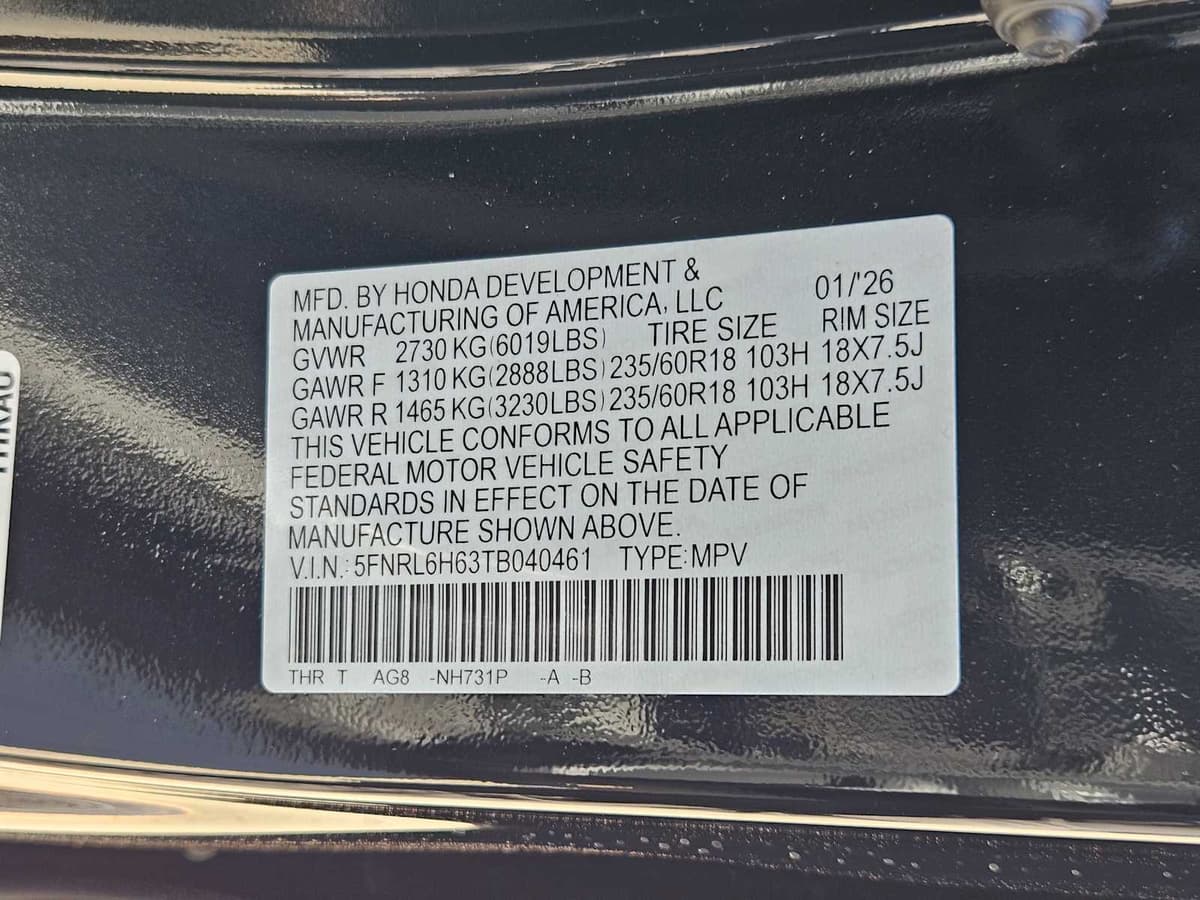 MFD. BY HONDA DEVELOPMENT &
MANUFACTURING OF AMERICA, LLC 01/'26
GVWR 2730 KG(6019LBS) TIRE SIZE RIM SIZE
GAWR F 1310 KG(2888LBS) 235/60R18 103H 18X7.5J
GAWR R 1465 KG(3230LBS) 235/60R18 103H 18X7.5J
THIS VEHICLE CONFORMS TO ALL APPLICABLE
FEDERAL MOTOR VEHICLE SAFETY
STANDARDS IN EFFECT ON THE DATE OF
MANUFACTURE SHOWN ABOVE.
V.I.N.: 5FNRL6H63TB040461 TYPE:MPV
THR T AG8 -NH731P -A -B